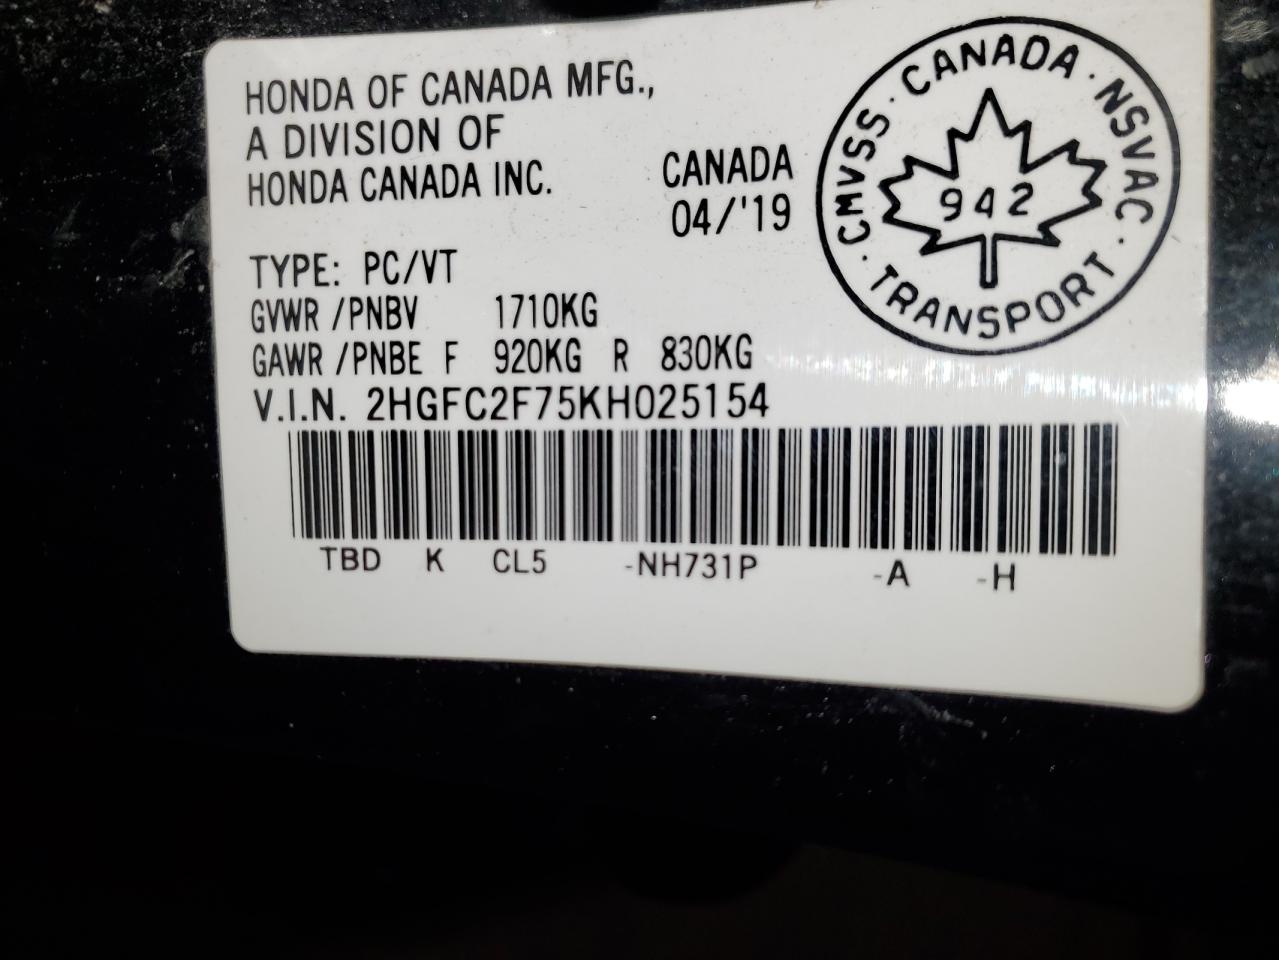 HONDA OF CANADA MFG.,
A DIVISION OF
HONDA CANADA INC.
CANADA
04/'19
CMVSS · CANADA · NSVAC · TRANSPORT ·
942
TYPE: PC/VT
GVWR /PNBV 1710KG
GAWR /PNBE F 920KG R 830KG
V.I.N. 2HGFC2F75KH025154
TBD K CL5 -NH731P -A -H